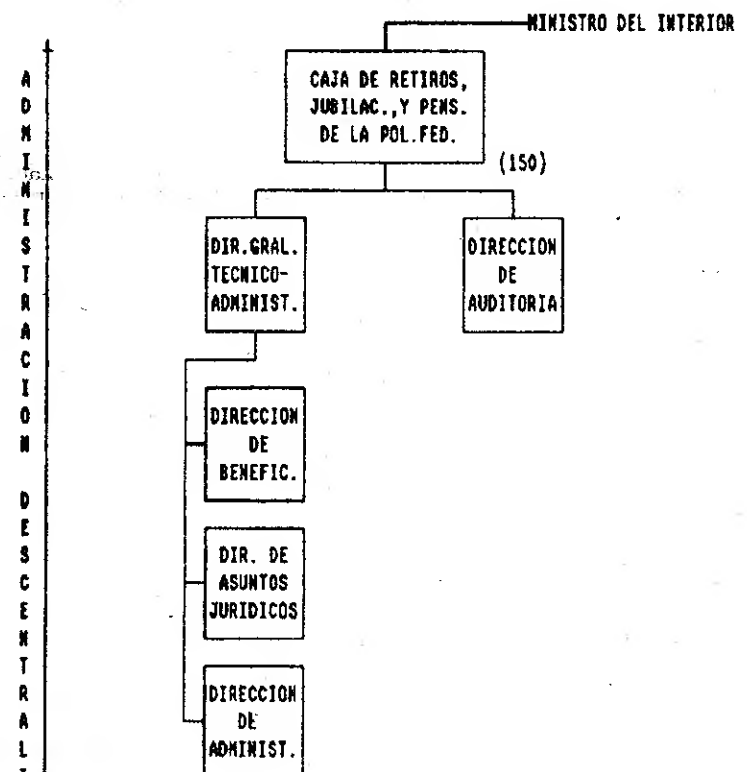 MINISTRO DEL INTERIOR
CAJA DE RETIROS,
JUBILAC.,Y PENS.
DE LA POL.FED.
(150)
DIR.GRAL.
TECNICO-
ADMINIST.
DIRECCION
DE
AUDITORIA
DIRECCION
DE
BENEFIC.
DIR. DE
ASUNTOS
JURIDICOS
DIRECCION
DE
ADMINIST.
ADMINISTRACION DESCENTRALI